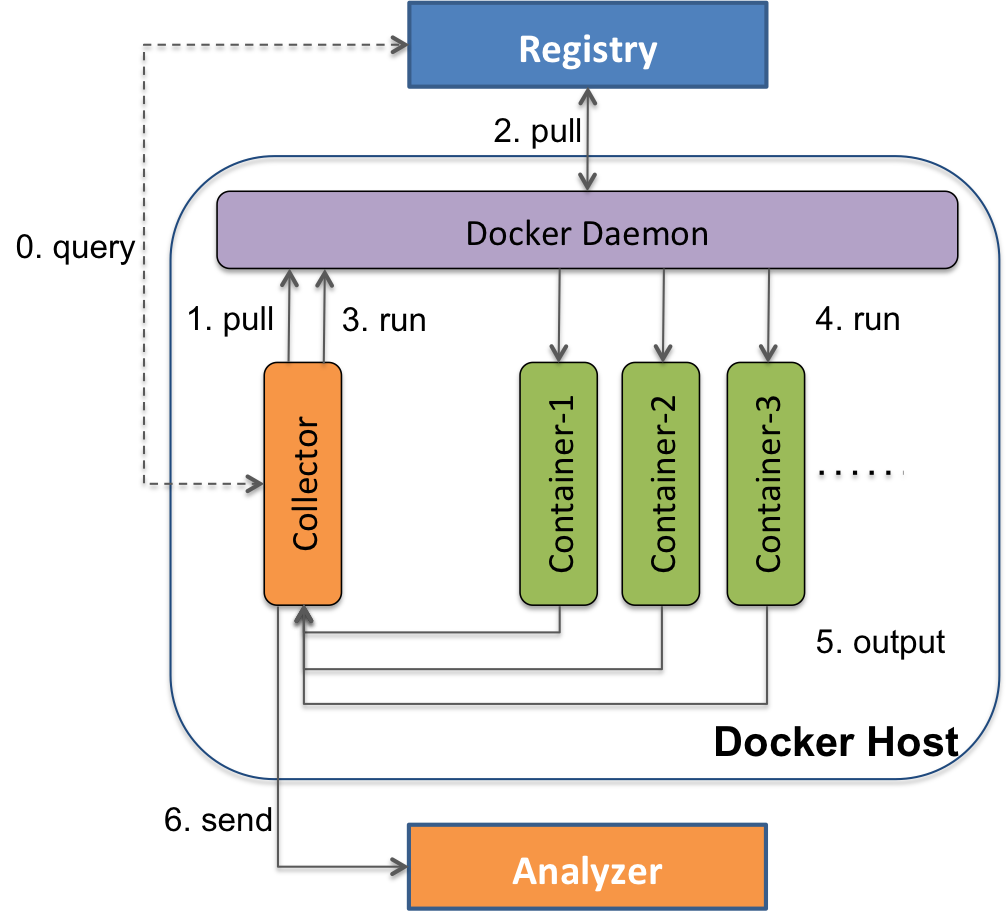 Registry
2. pull
Docker Daemon
0. query
1. pull
3. run
4. run
Collector
Container-1
Container-2
Container-3
......
5. output
Docker Host
6. send
Analyzer